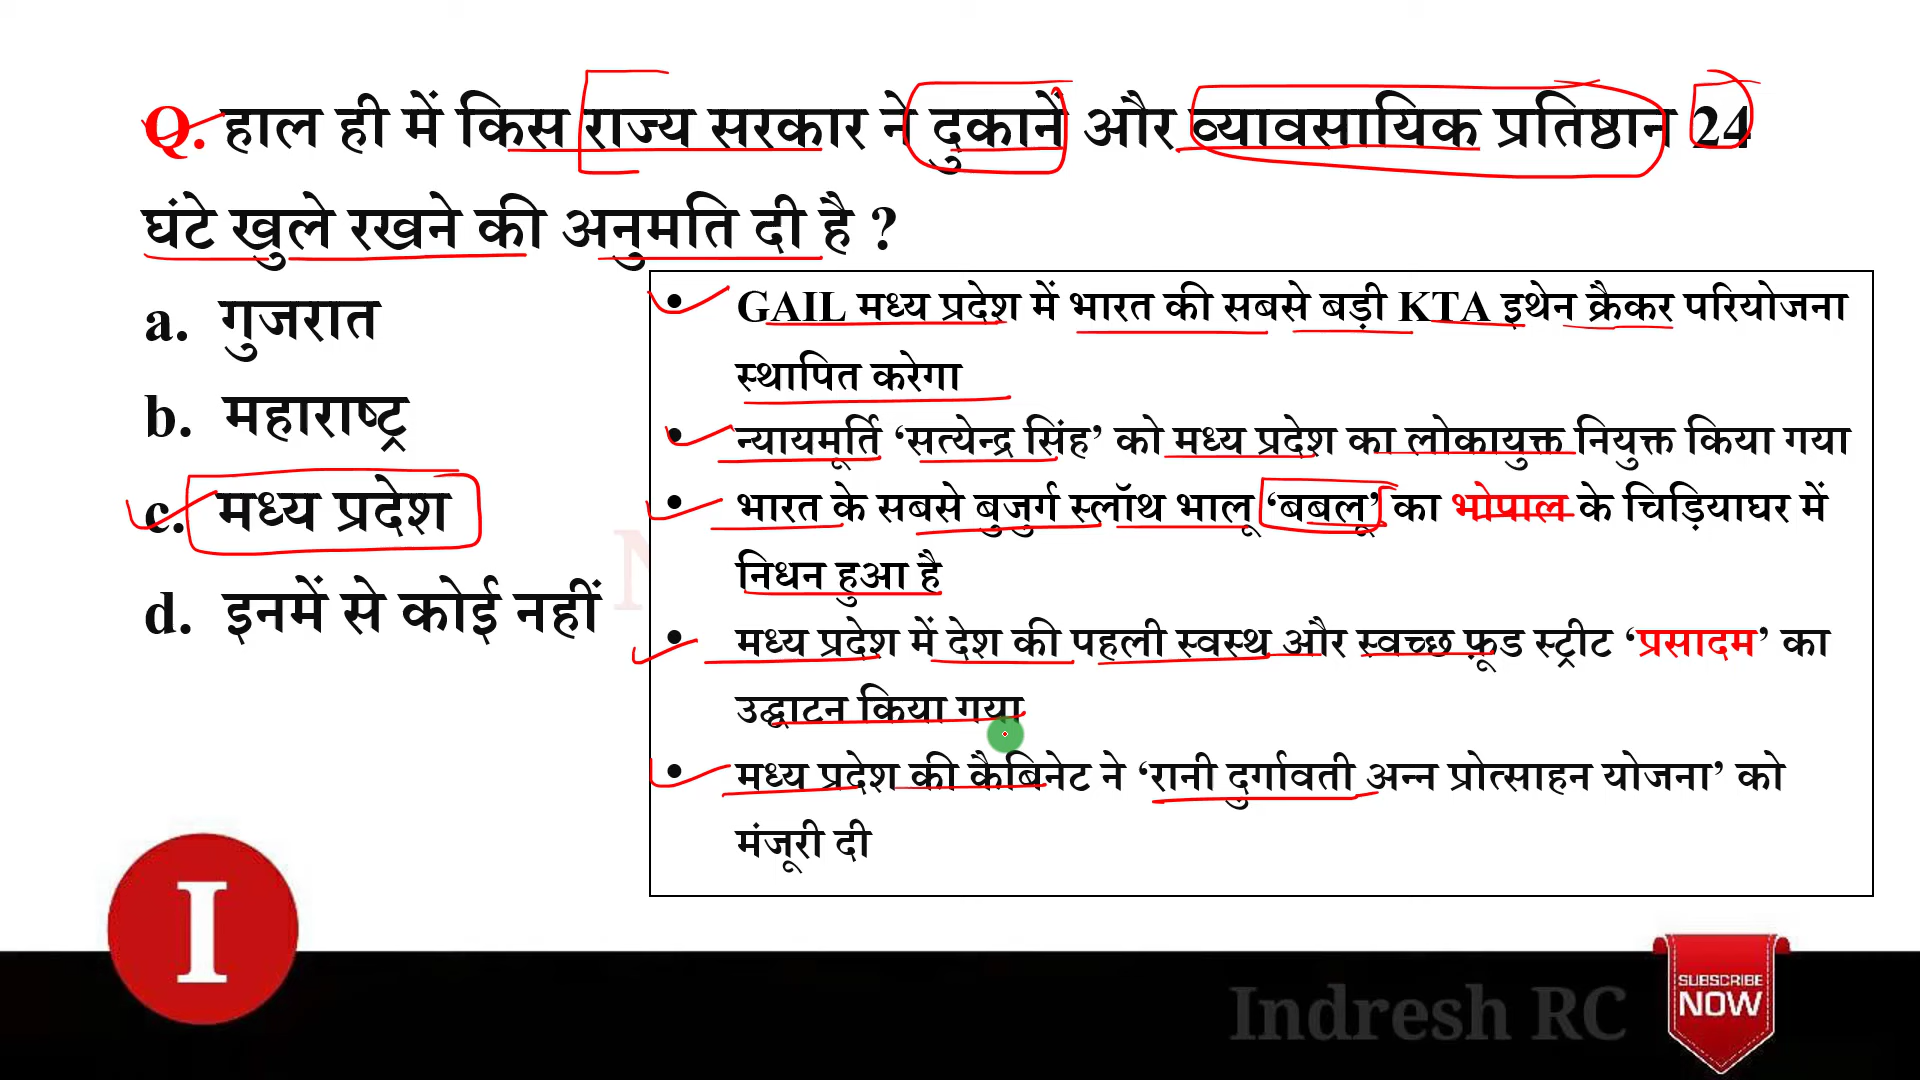 Q. हाल ही में किस राज्य सरकार ने दुकानें और व्यावसायिक प्रतिष्ठान 24
घंटे खुले रखने की अनुमति दी है ?
a. गुजरात
b. महाराष्ट्र
c. मध्य प्रदेश
d. इनमें से कोई नहीं
• GAIL मध्य प्रदेश में भारत की सबसे बड़ी KTA इथेन क्रैकर परियोजना
स्थापित करेगा
• न्यायमूर्ति ‘सत्येन्द्र सिंह’ को मध्य प्रदेश का लोकायुक्त नियुक्त किया गया
• भारत के सबसे बुजुर्ग स्लॉथ भालू ‘बबलू’ का भोपाल के चिड़ियाघर में
निधन हुआ है
• मध्य प्रदेश में देश की पहली स्वस्थ और स्वच्छ फ़ूड स्ट्रीट ‘प्रसादम’ का
उद्घाटन किया गया
• मध्य प्रदेश की कैबिनेट ने ‘रानी दुर्गावती अन्न प्रोत्साहन योजना’ को
मंजूरी दी
I
Indresh RC
SUBSCRIBE
NOW